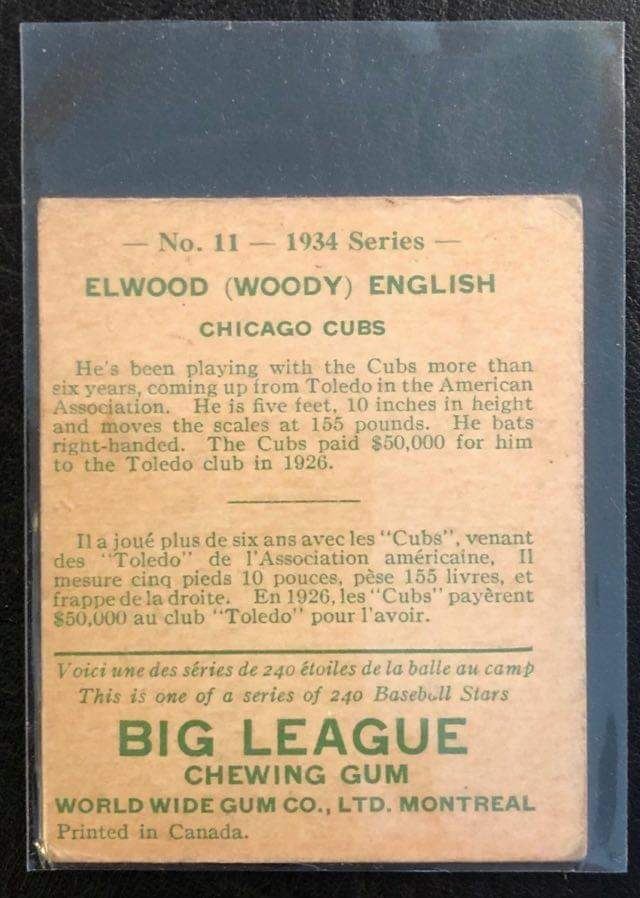 — No. 11 — 1934 Series —
ELWOOD (WOODY) ENGLISH
CHICAGO CUBS
He's been playing with the Cubs more than
six years, coming up from Toledo in the American
Association. He is five feet, 10 inches in height
and moves the scales at 155 pounds. He bats
right-handed. The Cubs paid $50,000 for him
to the Toledo club in 1926.
Il a joué plus de six ans avec les "Cubs", venant
des "Toledo" de l'Association américaine, Il
mesure cinq pieds 10 pouces, pèse 155 livres, et
frappe de la droite. En 1926, les "Cubs" payèrent
$50,000 au club "Toledo" pour l'avoir.
Voici une des séries de 240 étoiles de la balle au camp
This is one of a series of 240 Baseball Stars
BIG LEAGUE
CHEWING GUM
WORLD WIDE GUM CO., LTD. MONTREAL
Printed in Canada.